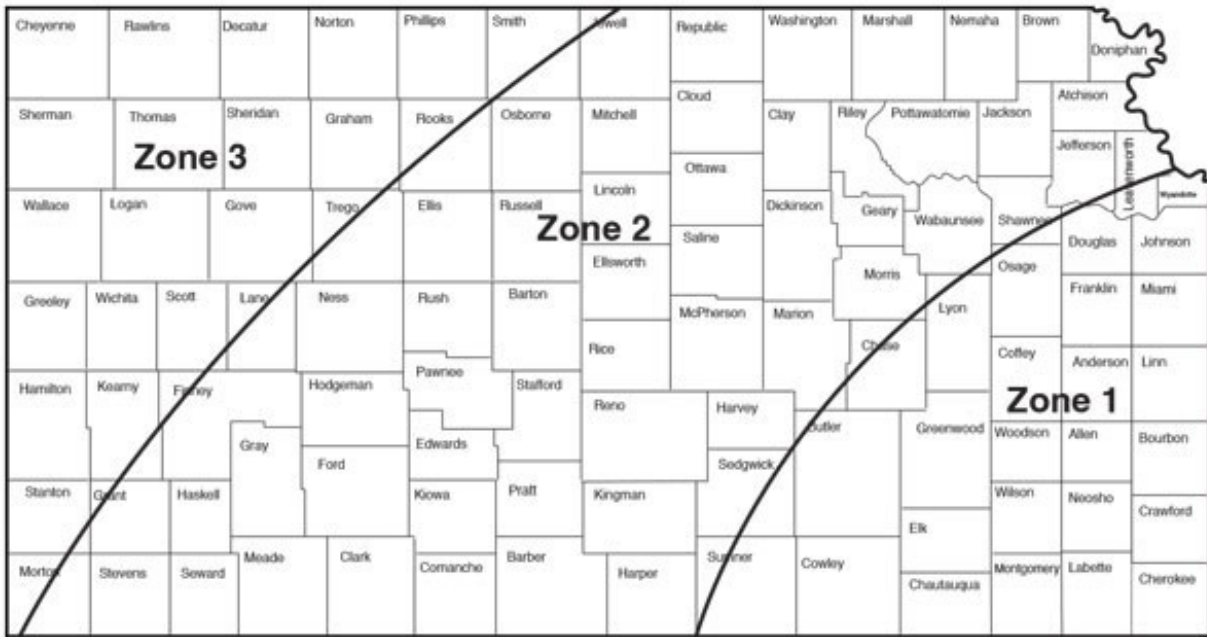 Cheyenne Rawlins Decatur Norton Phillips Smith Jewell Republic Washington Marshall Nemaha Brown
Doniphan
Sherman Thomas Sheridan Graham Rooks Osborne Mitchell Cloud Clay Riley Pottawatomie Jackson Atchison
Zone 3
Jefferson Leavenworth Wyandotte
Ottawa
Wallace Logan Gove Trego Ellis Russell Lincoln Dickinson Geary Wabaunsee Shawnee
Zone 2
Saline Douglas Johnson
Ellsworth Morris Osage
Greeley Wichita Scott Lane Ness Rush Barton McPherson Marion Lyon Franklin Miami
Rice Chase Coffey Anderson Linn
Hamilton Kearny Finney Hodgeman Pawnee Stafford Reno Harvey
Zone 1
Gray Edwards Butler Greenwood Woodson Allen Bourbon
Ford Sedgwick
Stanton Grant Haskell Kiowa Pratt Kingman Wilson Neosho Crawford
Elk
Morton Stevens Seward Meade Clark Comanche Barber Harper Sumner Cowley Montgomery Labette Cherokee
Chautauqua